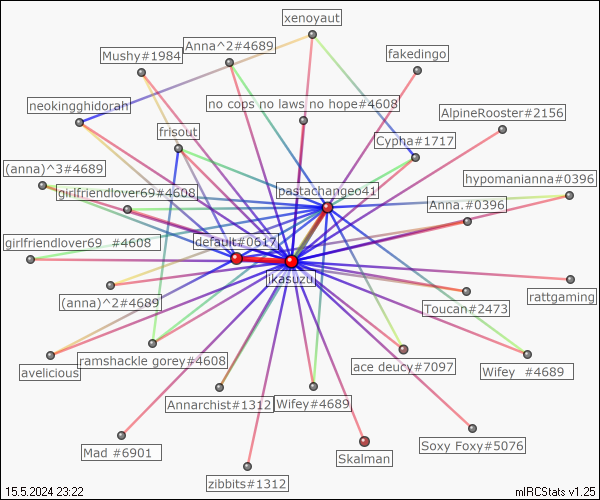 xenoyaut
Anna^2#4689
fakedingo
Mushy#1984
neokingghidorah
no cops no laws no hope#4608
AlpineRooster#2156
frisout
Cypha#1717
(anna)^3#4689
hypomanianna#0396
girlfriendlover69#4608
pastachangeo41
Anna.#0396
girlfriendlover69_#4608
default#0617
jkasuzu
rattgaming
(anna)^2#4689
Toucan#2473
avelicious
ramshackle gorey#4608
ace deucy#7097
Wifey_#4689
Annarchist#1312
Wifey#4689
Soxy Foxy#5076
Mad #6901
Skalman
zibbits#1312
15.5.2024 23:22
mIRCStats v1.25